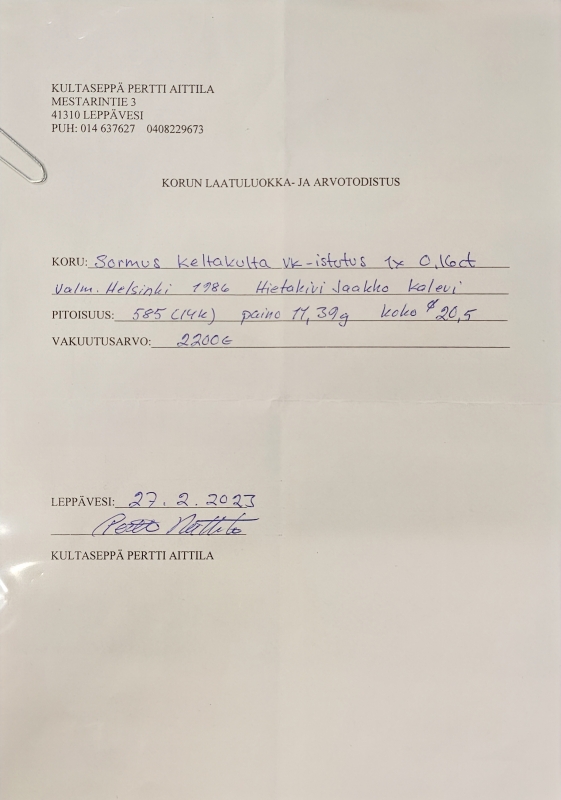 KULTASEPPÄ PERTTI AITTILA
MESTARINTIE 3
41310 LEPPÄVESI
PUH: 014 637627 0408229673
KORUN LAATULUOKKA- JA ARVOTODISTUS
KORU: Sormus keltakulta vk-istutus 1x 0,16ct
valm. Helsinki 1986 Hietakivi Jaakko Kalevi
PITOISUUS: 585 (14K) paino 11,39g koko ø 20,5
VAKUUTUSARVO: 2200€
LEPPÄVESI: 27.2.2023
KULTASEPPÄ PERTTI AITTILA